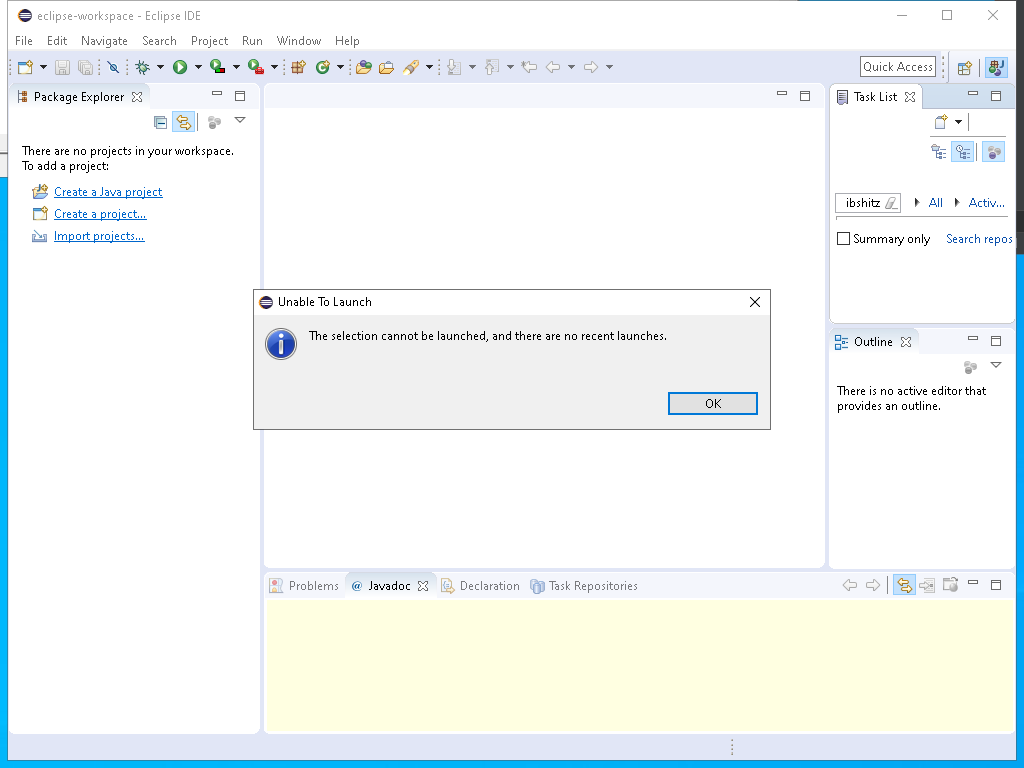 eclipse-workspace - Eclipse IDE
File Edit Navigate Search Project Run Window Help
Quick Access
Package Explorer
Task List
There are no projects in your workspace.
To add a project:
Create a Java project
Create a project...
Import projects...
ibshitz All Activ...
Summary only Search repos
Unable To Launch
The selection cannot be launched, and there are no recent launches.
OK
Outline
There is no active editor that
provides an outline.
Problems @ Javadoc Declaration Task Repositories